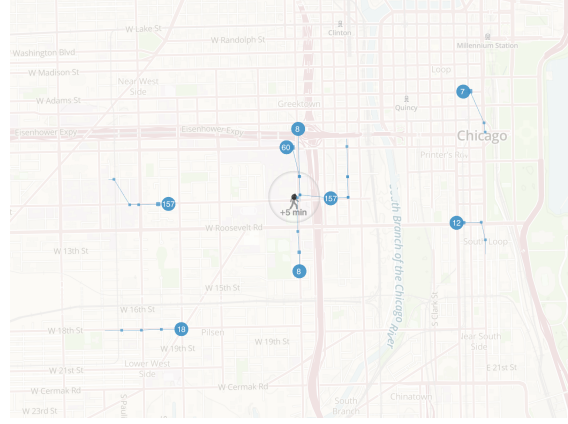 W Lake St
Clinton
W Randolph St
Washington Blvd
Millennium Station
W Madison St
Near West
Side
Loop
7
W Adams St
Greektown
Quincy
Eisenhower Expy
Eisenhower Expy
8
Chicago
60
Printer's Row
157
157
+5 min
South Branch of the Chicago River
W Roosevelt Rd
12
South Loop
W 13th St
8
W 15th St
W 16th St
S Clark St
W 18th St
18
Pilsen
W 19th St
W 19th St
Near South
Side
Lower West
Side
W 21st St
E 21st St
W Cermak Rd
W Cermak Rd
South
Branch
Chinatown
W 23rd St